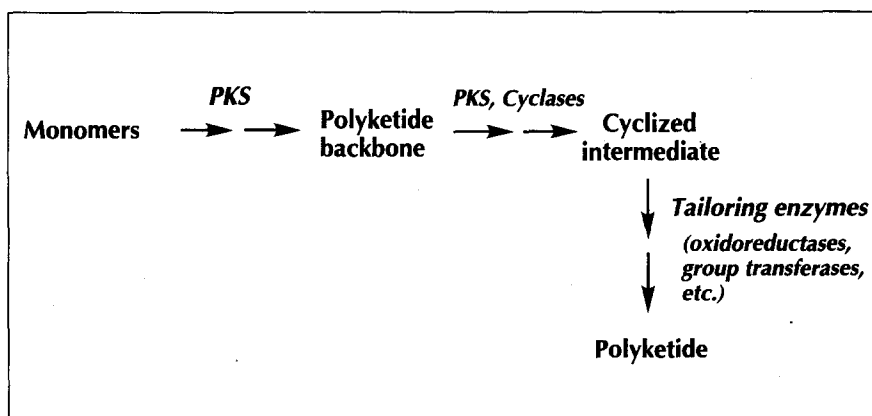 PKS
PKS, Cyclases
Monomers
Polyketide
backbone
Cyclized
intermediate
Tailoring enzymes
(oxidoreductases,
group transferases,
etc.)
Polyketide